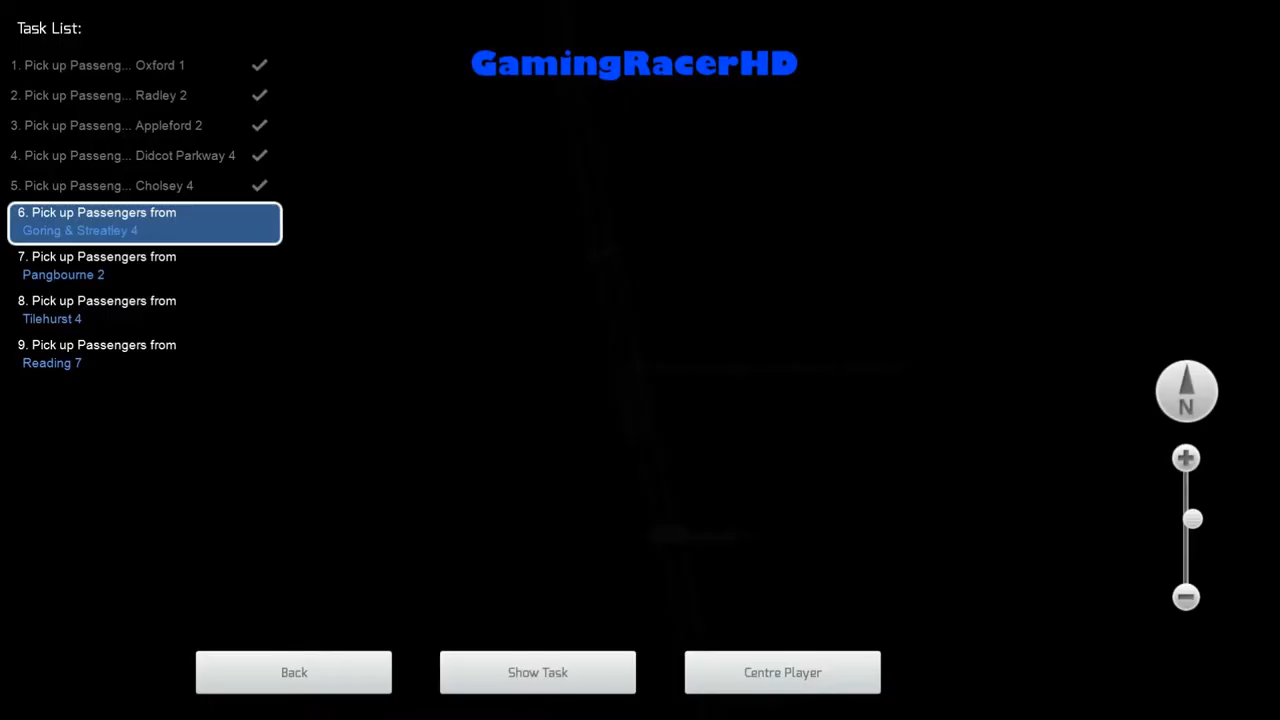 Task List:
GamingRacerHD
1. Pick up Passeng... Oxford 1
2. Pick up Passeng... Radley 2
3. Pick up Passeng... Appleford 2
4. Pick up Passeng... Didcot Parkway 4
5. Pick up Passeng... Cholsey 4
6. Pick up Passengers from
Goring & Streatley 4
7. Pick up Passengers from
Pangbourne 2
8. Pick up Passengers from
Tilehurst 4
9. Pick up Passengers from
Reading 7
N
Back
Show Task
Centre Player